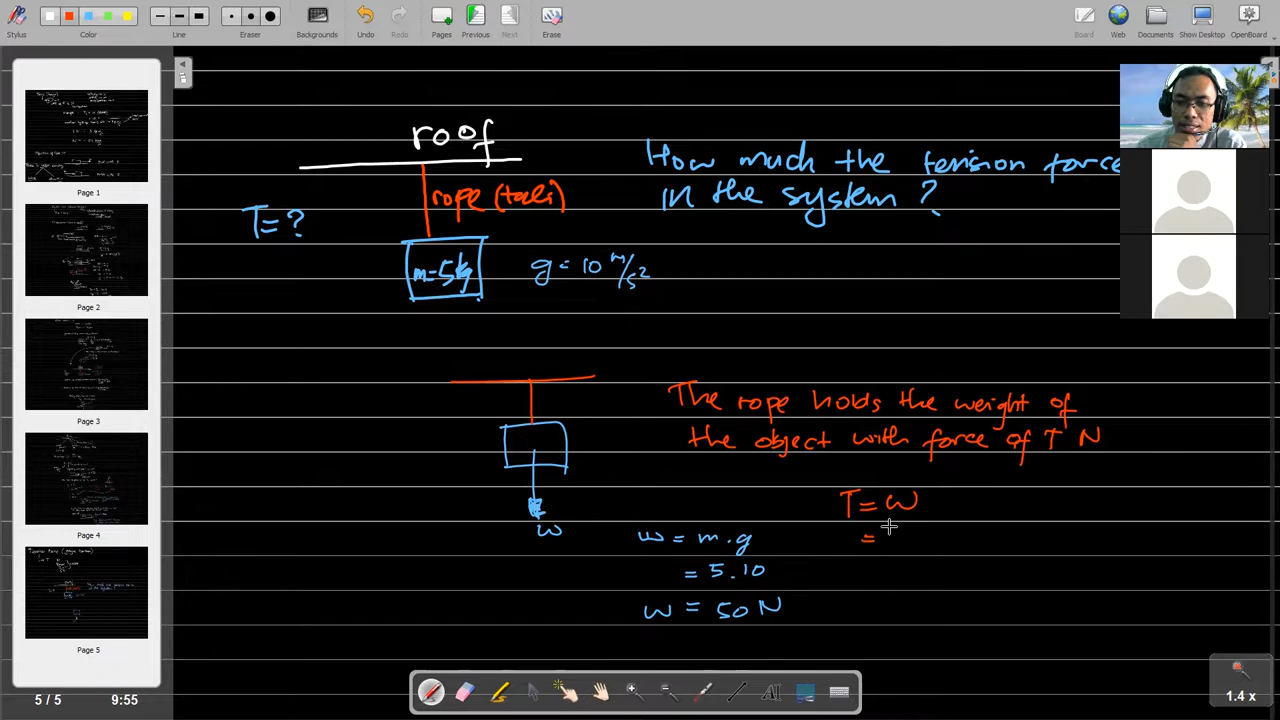 Stylus
Color
Line
Eraser
Backgrounds
Undo
Redo
Pages
Previous
Next
Erase
Board
Web
Documents
Show Desktop
OpenBoard
Page 1
Page 2
Page 3
Page 4
Page 5
roof
How much the tension force
in the system ?
rope (tali)
T = ?
m = 5 kg
g = 10 m/s²
The rope holds the weight of
the object with force of T N
T = w
=
w
w = m . g
= 5 . 10
w = 50 N
5 / 5
9:55
1.4 x